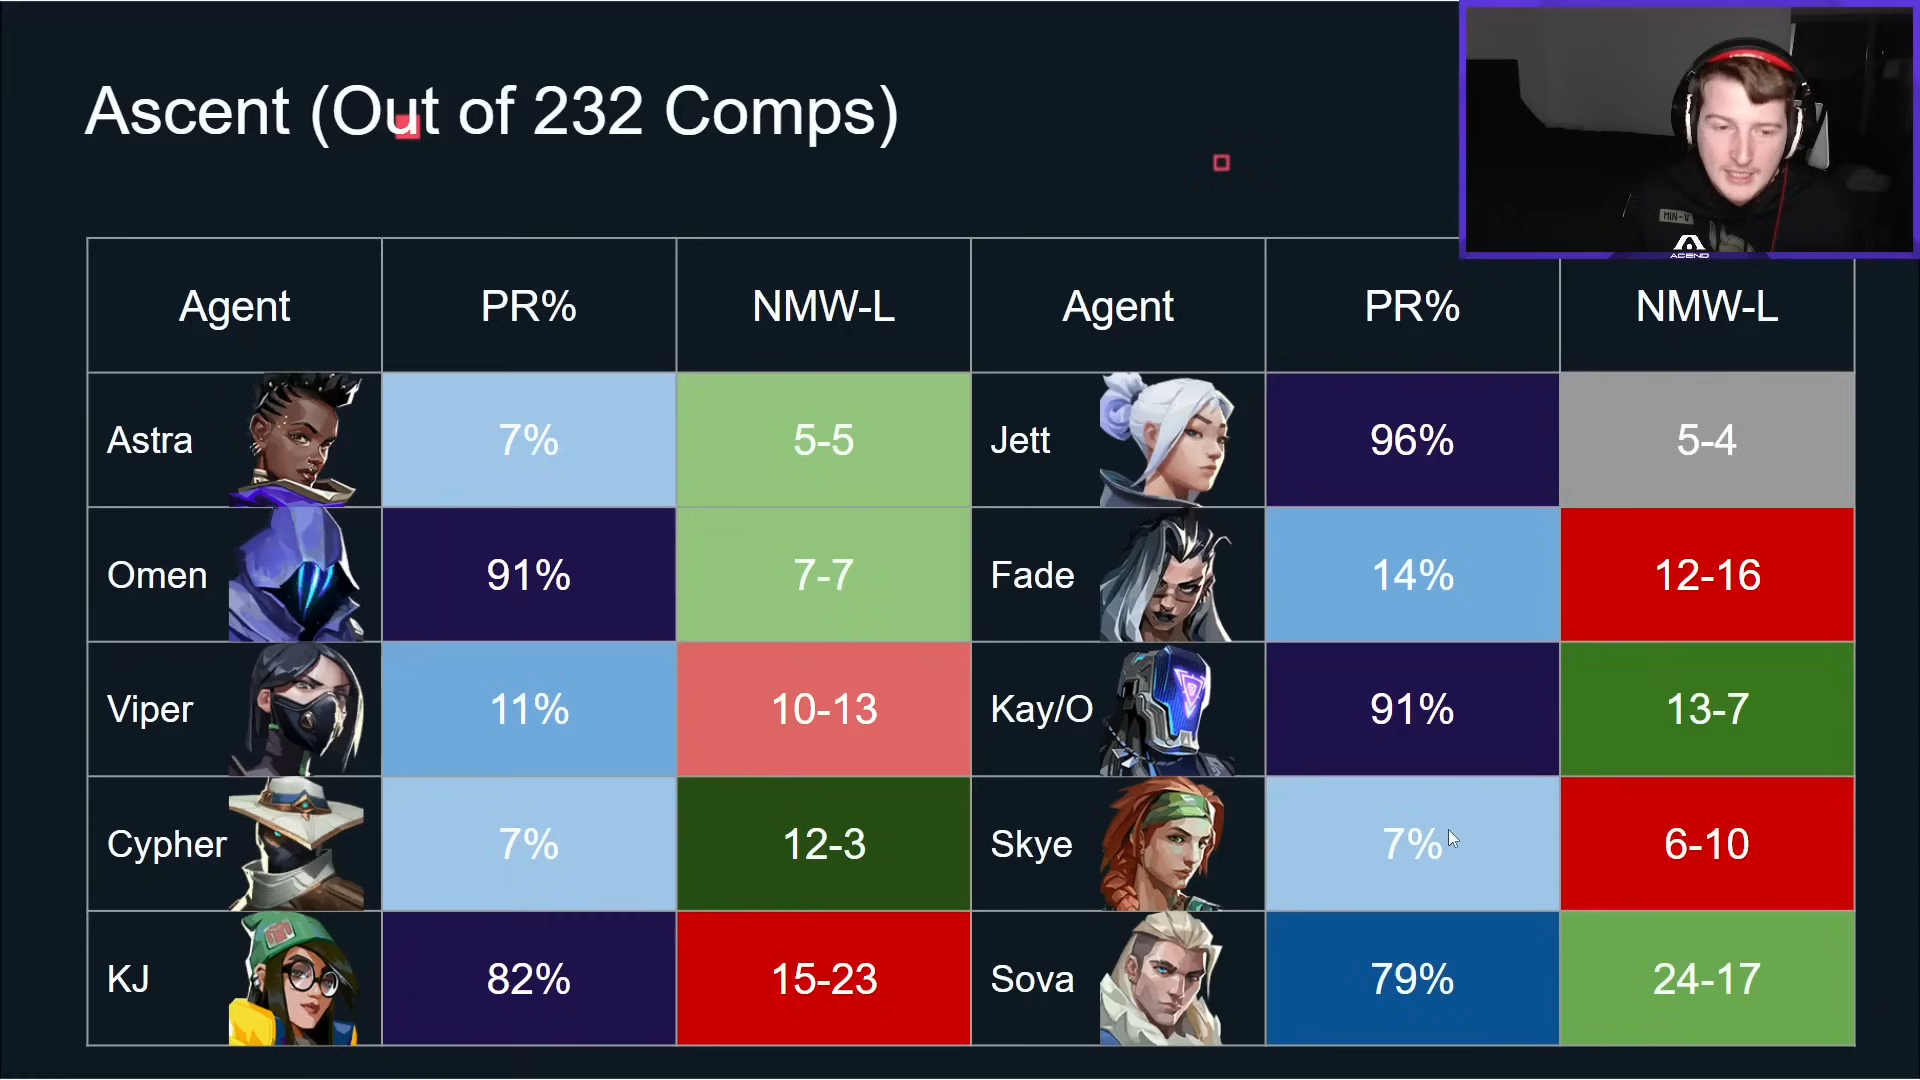 Ascent (Out of 232 Comps)
MIN-V
ACEND
Agent PR% NMW-L Agent PR% NMW-L
Astra 7% 5-5 Jett 96% 5-4
Omen 91% 7-7 Fade 14% 12-16
Viper 11% 10-13 Kay/O 91% 13-7
Cypher 7% 12-3 Skye 7% 6-10
KJ 82% 15-23 Sova 79% 24-17